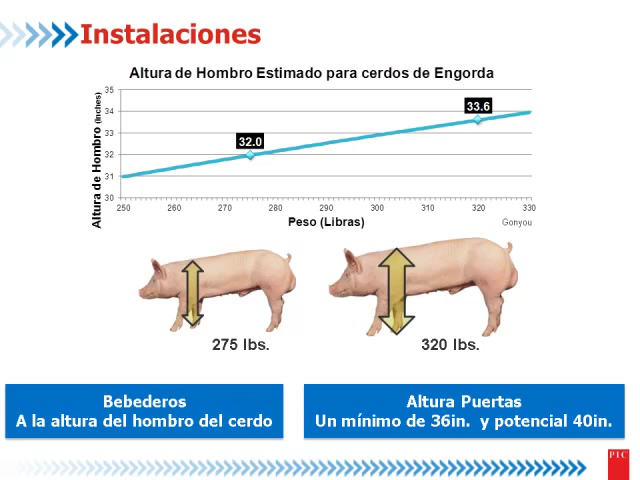 Instalaciones
Altura de Hombro Estimado para cerdos de Engorda
Altura de Hombro (Inches)
35
34
33
32
31
30
32.0
33.6
250 260 270 280 290 300 310 320 330
Peso (Libras)
Gonyou
275 lbs.
320 lbs.
Bebederos
A la altura del hombro del cerdo
Altura Puertas
Un mínimo de 36in. y potencial 40in.
PIC